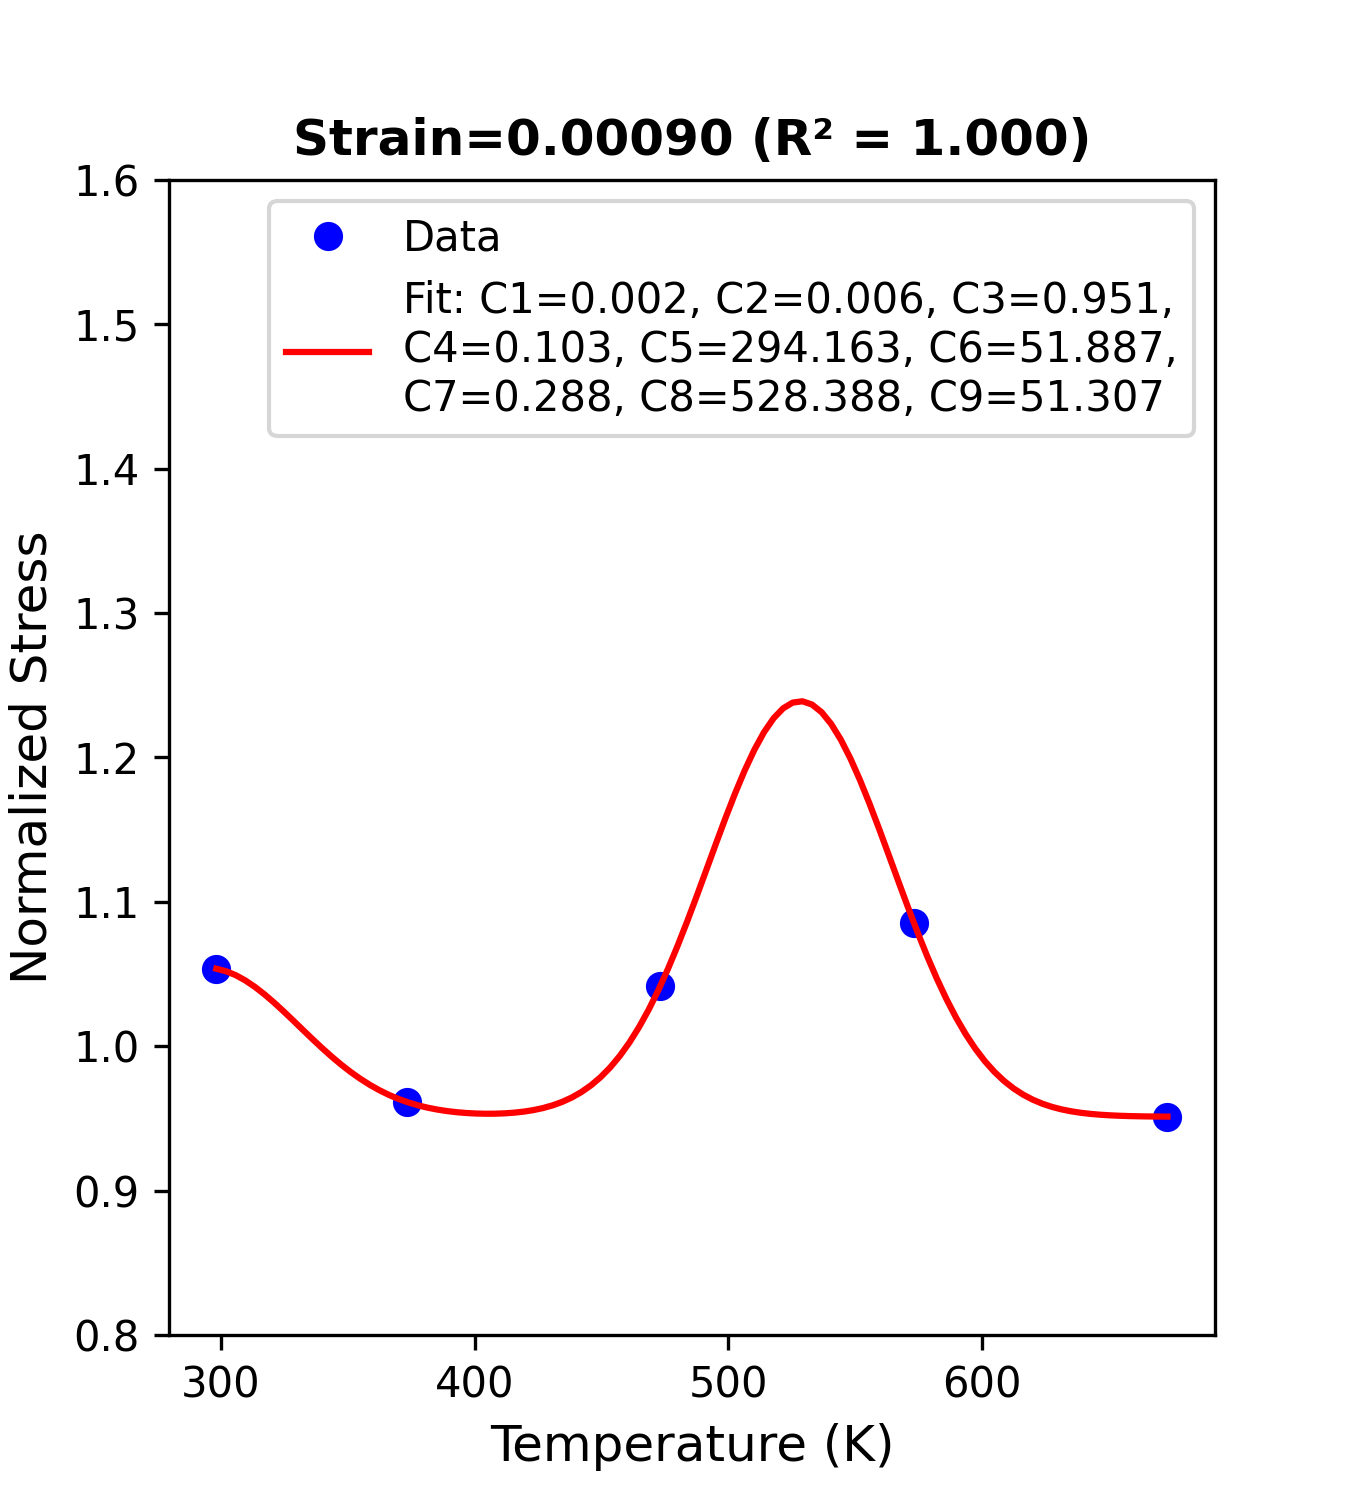 Strain=0.00090 (R² = 1.000)
1.6
1.5
1.4
1.3
1.2
1.1
1.0
0.9
0.8
Normalized Stress
Data
Fit: C1=0.002, C2=0.006, C3=0.951,
C4=0.103, C5=294.163, C6=51.887,
C7=0.288, C8=528.388, C9=51.307
300 400 500 600
Temperature (K)